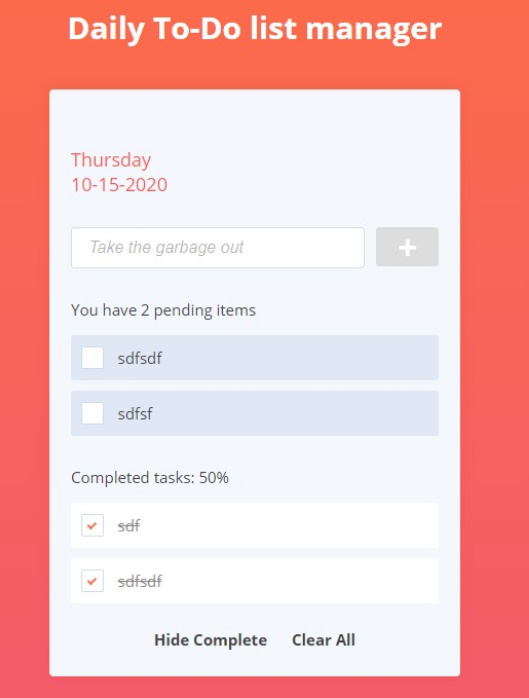 Daily To-Do list manager
Thursday
10-15-2020
Take the garbage out
You have 2 pending items
sdfsdf
sdfsf
Completed tasks: 50%
sdf
sdfsdf
Hide Complete Clear All